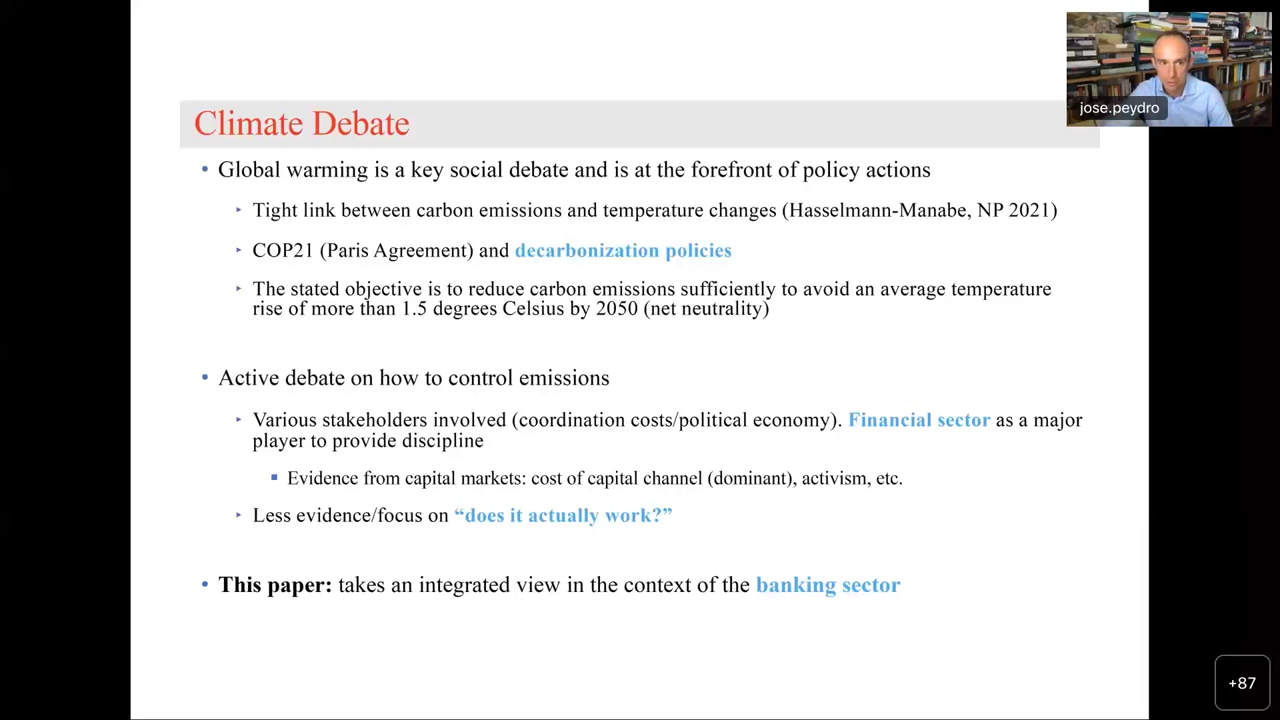 Climate Debate
jose.peydro
• Global warming is a key social debate and is at the forefront of policy actions
‣ Tight link between carbon emissions and temperature changes (Hasselmann-Manabe, NP 2021)
‣ COP21 (Paris Agreement) and decarbonization policies
‣ The stated objective is to reduce carbon emissions sufficiently to avoid an average temperature
rise of more than 1.5 degrees Celsius by 2050 (net neutrality)
• Active debate on how to control emissions
‣ Various stakeholders involved (coordination costs/political economy). Financial sector as a major
player to provide discipline
▪ Evidence from capital markets: cost of capital channel (dominant), activism, etc.
‣ Less evidence/focus on “does it actually work?”
• This paper: takes an integrated view in the context of the banking sector
+87